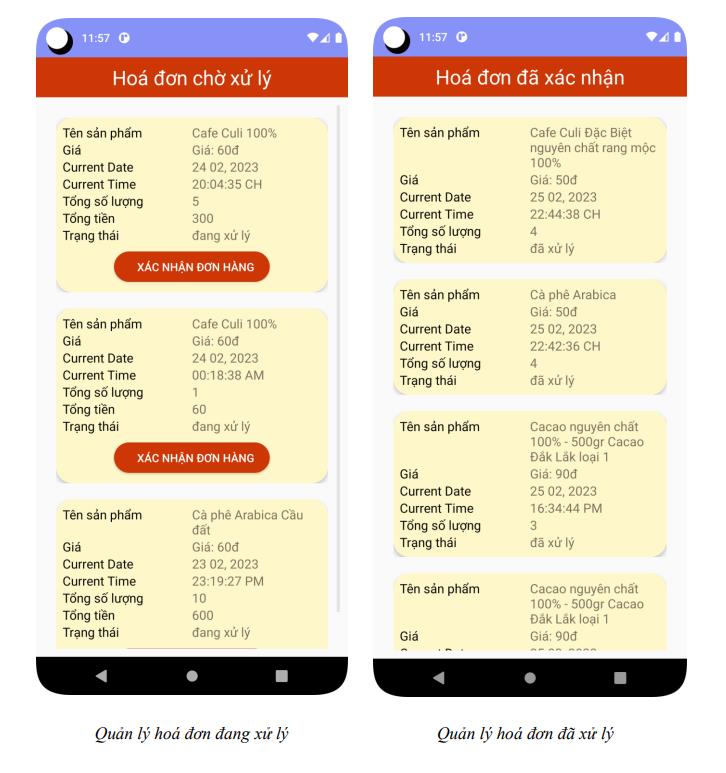 11:57
Hoá đơn chờ xử lý
Tên sản phẩm Cafe Culi 100%
Giá Giá: 60đ
Current Date 24 02, 2023
Current Time 20:04:35 CH
Tổng số lượng 5
Tổng tiền 300
Trạng thái đang xử lý
XÁC NHẬN ĐƠN HÀNG
Tên sản phẩm Cafe Culi 100%
Giá Giá: 60đ
Current Date 24 02, 2023
Current Time 00:18:38 AM
Tổng số lượng 1
Tổng tiền 60
Trạng thái đang xử lý
XÁC NHẬN ĐƠN HÀNG
Tên sản phẩm Cà phê Arabica Cầu
đất
Giá Giá: 60đ
Current Date 23 02, 2023
Current Time 23:19:27 PM
Tổng số lượng 10
Tổng tiền 600
Trạng thái đang xử lý
Quản lý hoá đơn đang xử lý
11:57
Hoá đơn đã xác nhận
Tên sản phẩm Cafe Culi Đặc Biệt
nguyên chất rang mộc
100%
Giá Giá: 50đ
Current Date 25 02, 2023
Current Time 22:44:38 CH
Tổng số lượng 4
Trạng thái đã xử lý
Tên sản phẩm Cà phê Arabica
Giá Giá: 50đ
Current Date 25 02, 2023
Current Time 22:42:36 CH
Tổng số lượng 4
Trạng thái đã xử lý
Tên sản phẩm Cacao nguyên chất
100% - 500gr Cacao
Đắk Lắk loại 1
Giá Giá: 90đ
Current Date 25 02, 2023
Current Time 16:34:44 PM
Tổng số lượng 3
Trạng thái đã xử lý
Tên sản phẩm Cacao nguyên chất
100% - 500gr Cacao
Đắk Lắk loại 1
Giá Giá: 90đ
Quản lý hoá đơn đã xử lý